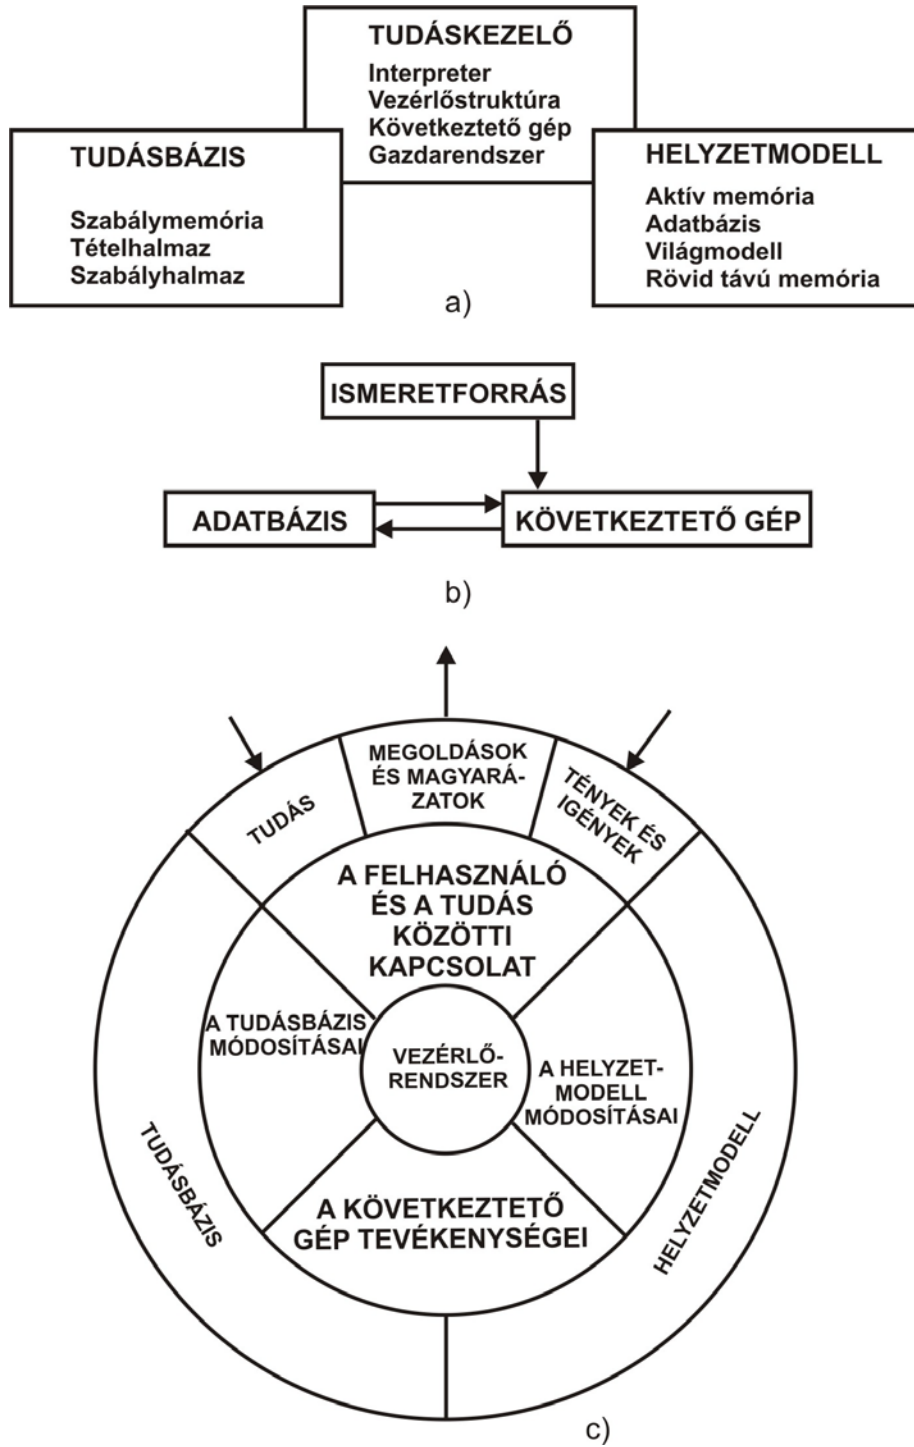 TUDÁSKEZELŐ
Interpreter
Vezérlőstruktúra
Következtető gép
Gazdarendszer
TUDÁSBÁZIS
Szabálymemória
Tételhalmaz
Szabályhalmaz
HELYZETMODELL
Aktív memória
Adatbázis
Világmodell
Rövid távú memória
a)
ISMERETFORRÁS
ADATBÁZIS
KÖVETKEZTETŐ GÉP
b)
TUDÁS
MEGOLDÁSOK
ÉS MAGYARÁ-
ZATOK
TÉNYEK ÉS
IGÉNYEK
A FELHASZNÁLÓ
ÉS A TUDÁS
KÖZÖTTI
KAPCSOLAT
A TUDÁSBÁZIS
MÓDOSÍTÁSAI
VEZÉRLŐ-
RENDSZER
A HELYZET-
MODELL
MÓDOSÍTÁSAI
A KÖVETKEZTETŐ
GÉP TEVÉKENYSÉGEI
TUDÁSBÁZIS
HELYZETMODELL
c)